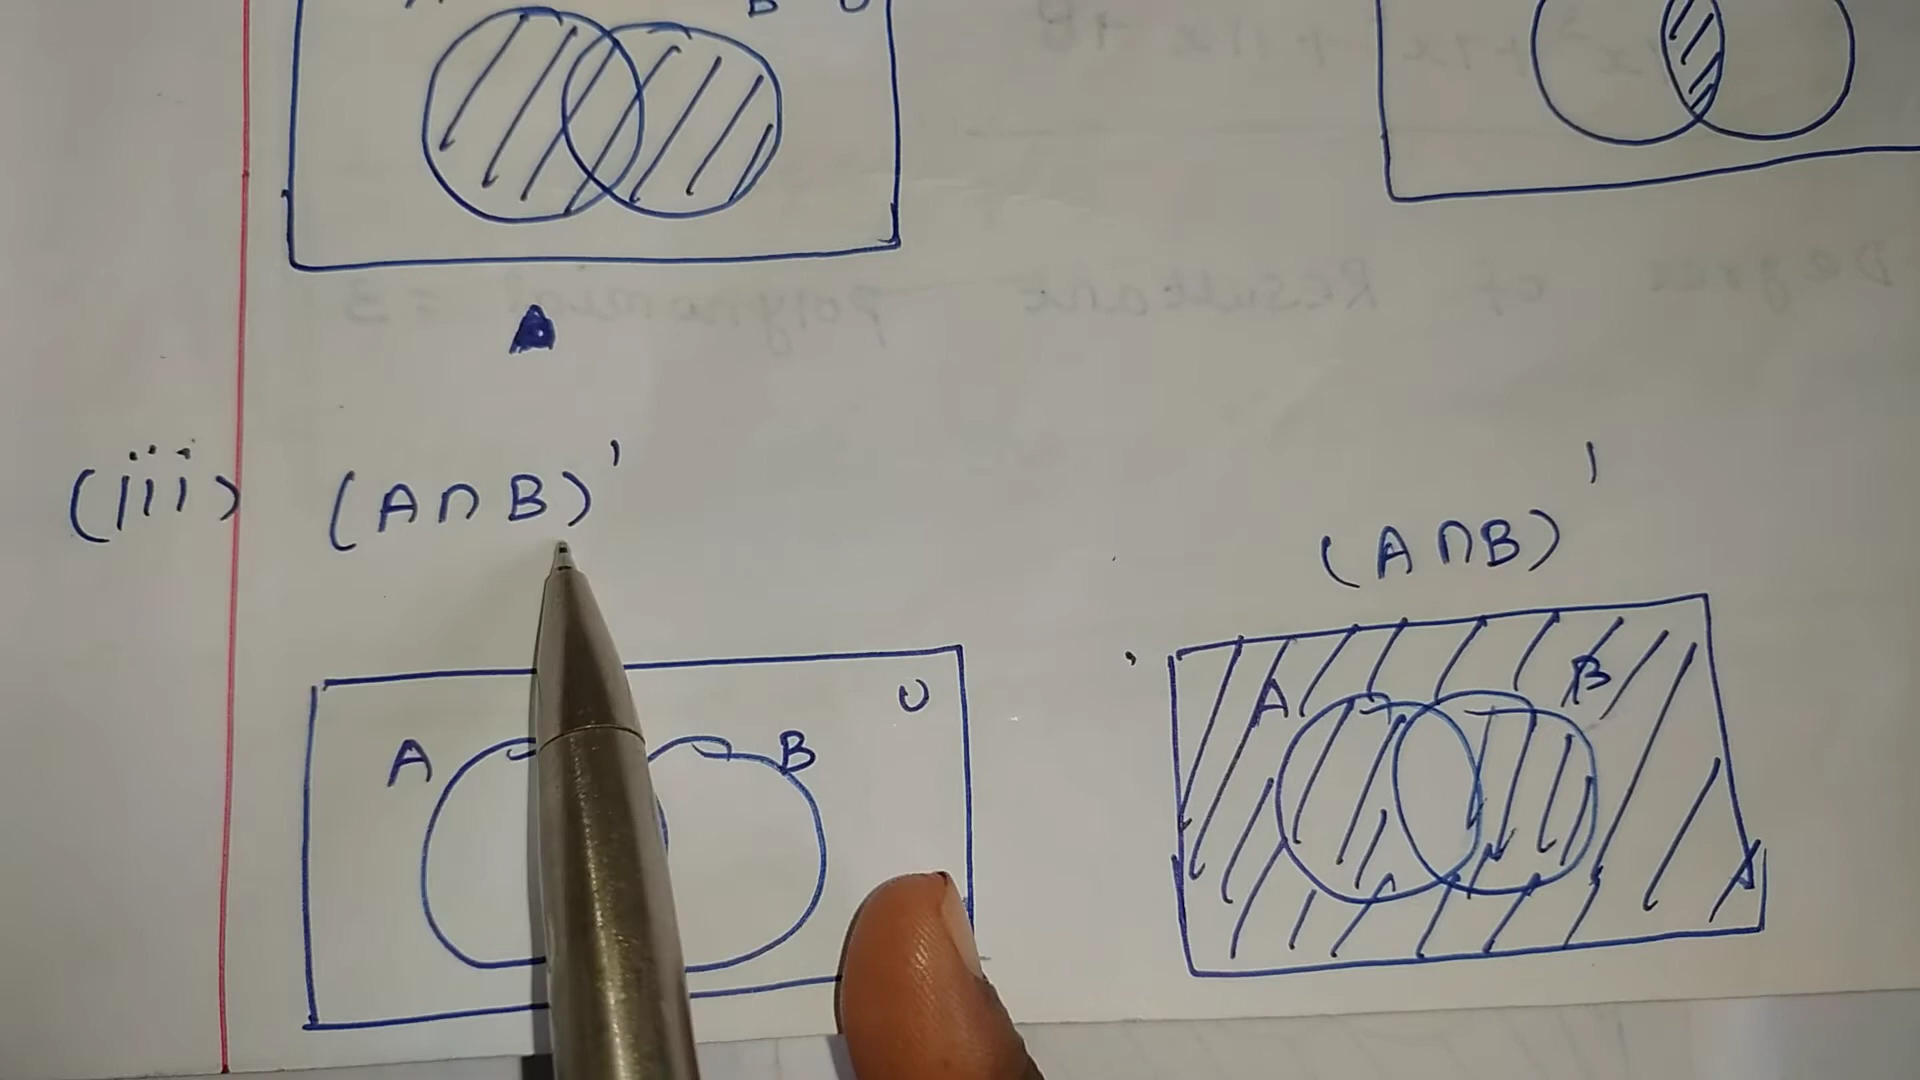 B U
(iii) (A∩B)'
(A∩B)'
U
A B
A B